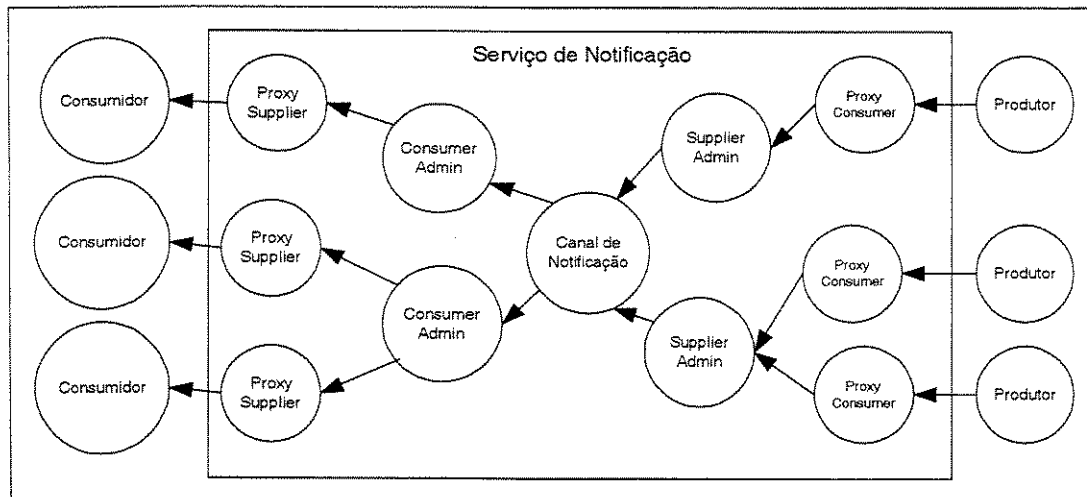 Serviço de Notificação
Consumidor
Proxy
Supplier
Consumer
Admin
Supplier
Admin
Proxy
Consumer
Produtor
Consumidor
Proxy
Supplier
Canal de
Notificação
Proxy
Consumer
Produtor
Consumer
Admin
Supplier
Admin
Consumidor
Proxy
Supplier
Proxy
Consumer
Produtor